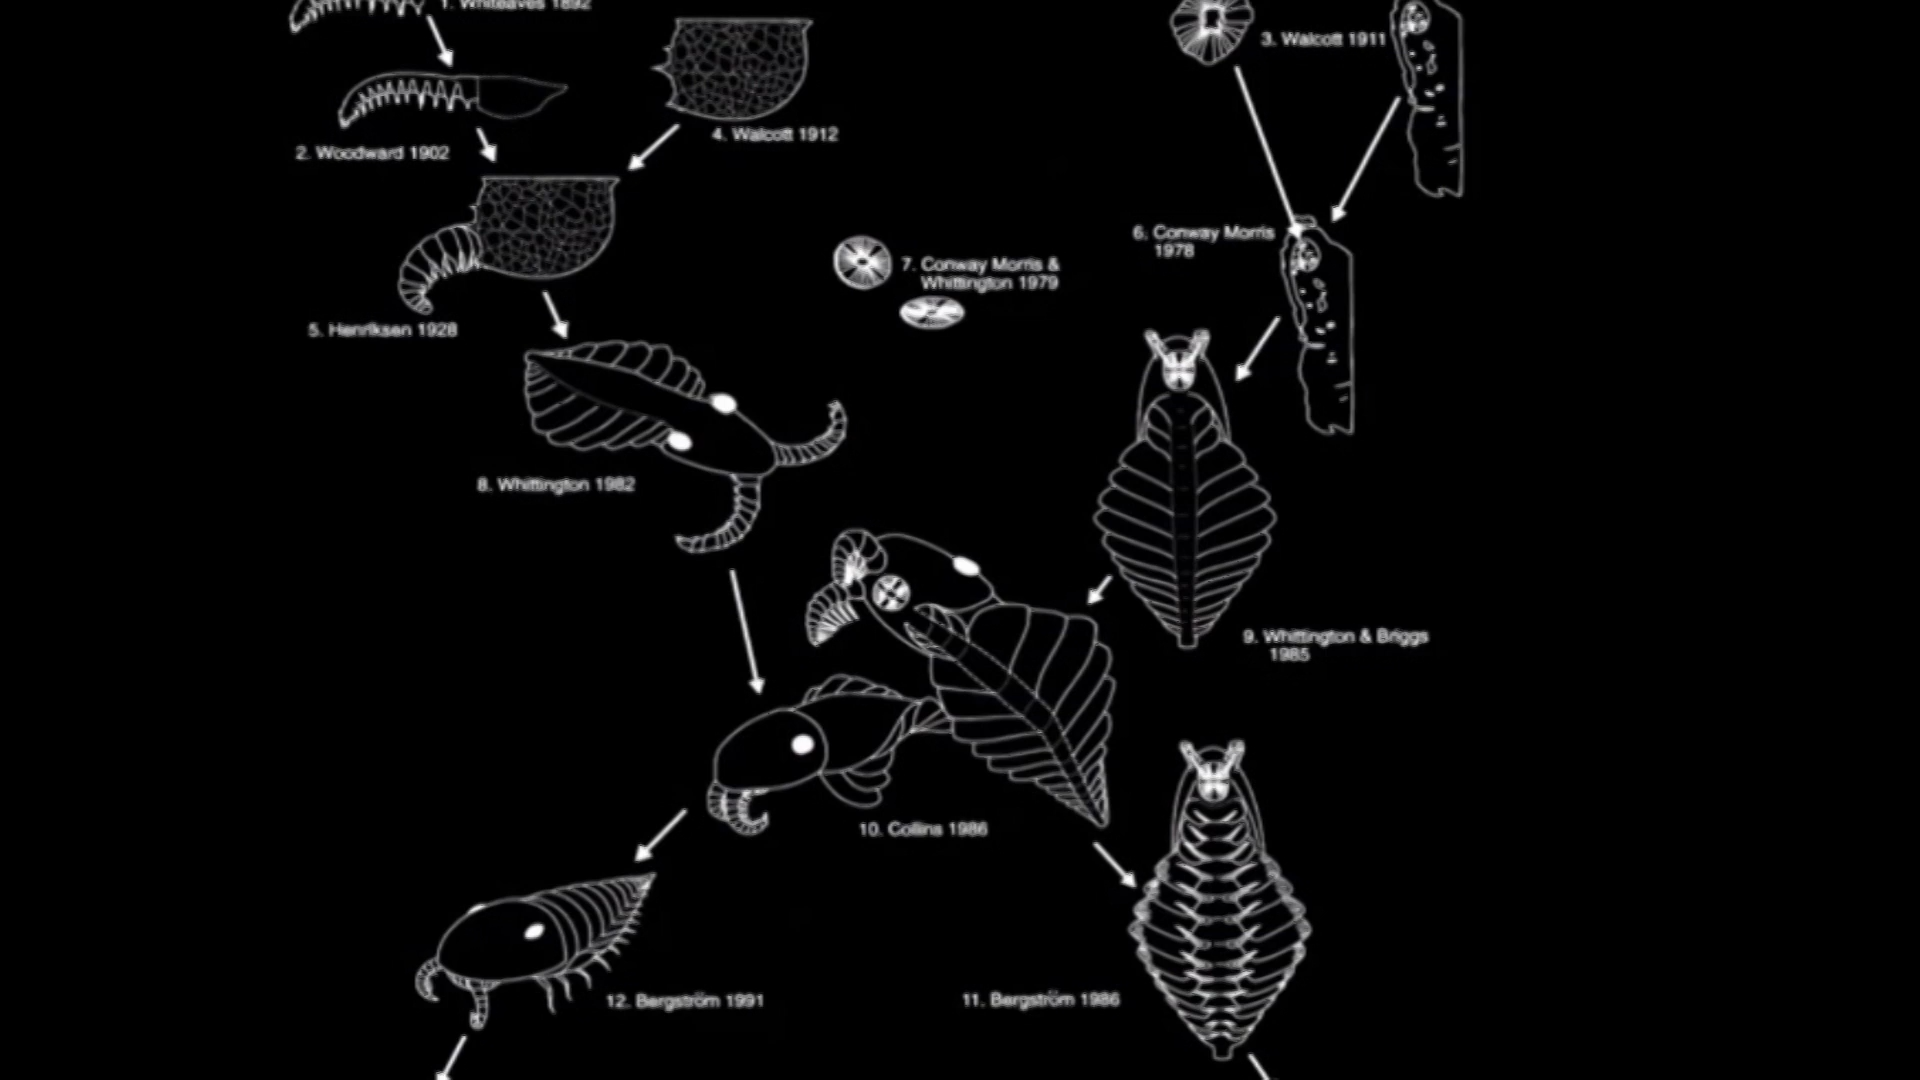 1. Whiteaves 1892
3. Walcott 1911
4. Walcott 1912
2. Woodward 1902
6. Conway Morris
1978
7. Conway Morris &
Whittington 1979
5. Henriksen 1928
8. Whittington 1982
9. Whittington & Briggs
1985
10. Collins 1986
12. Bergström 1991
11. Bergström 1986